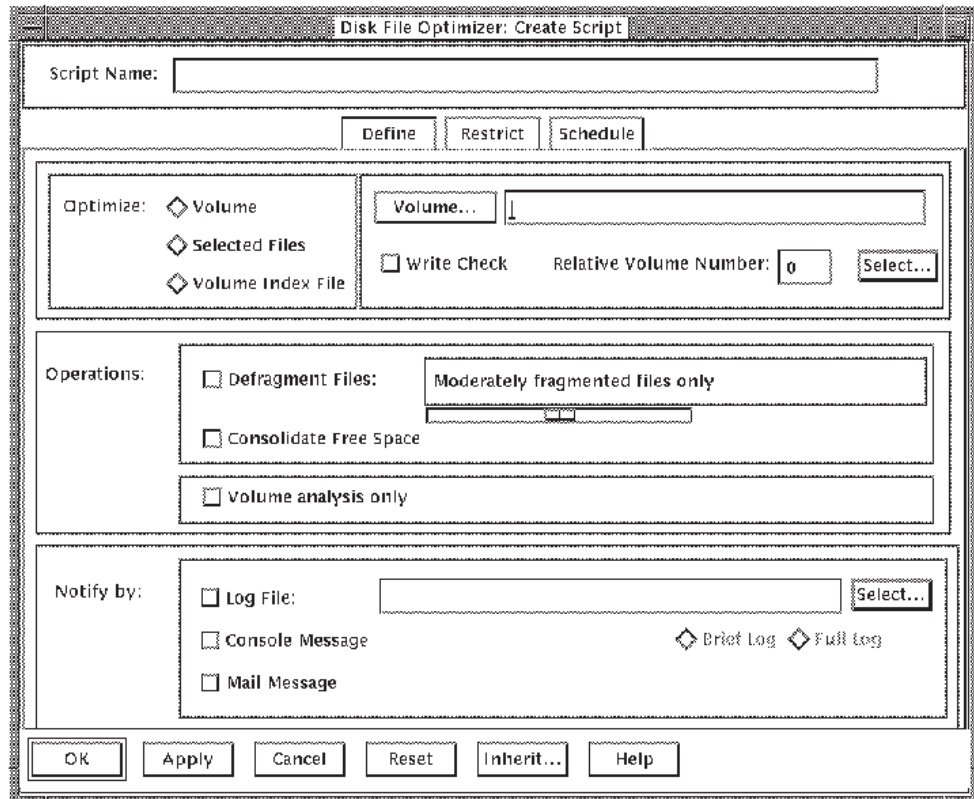 Disk File Optimizer: Create Script
Script Name:
Define Restrict Schedule
Optimize: Volume Volume...
Selected Files
Write Check Relative Volume Number: 0 Select...
Volume Index File
Operations: Defragment Files: Moderately fragmented files only
Consolidate Free Space
Volume analysis only
Notify by: Log File: Select...
Console Message Brief Log Full Log
Mail Message
OK Apply Cancel Reset Inherit... Help